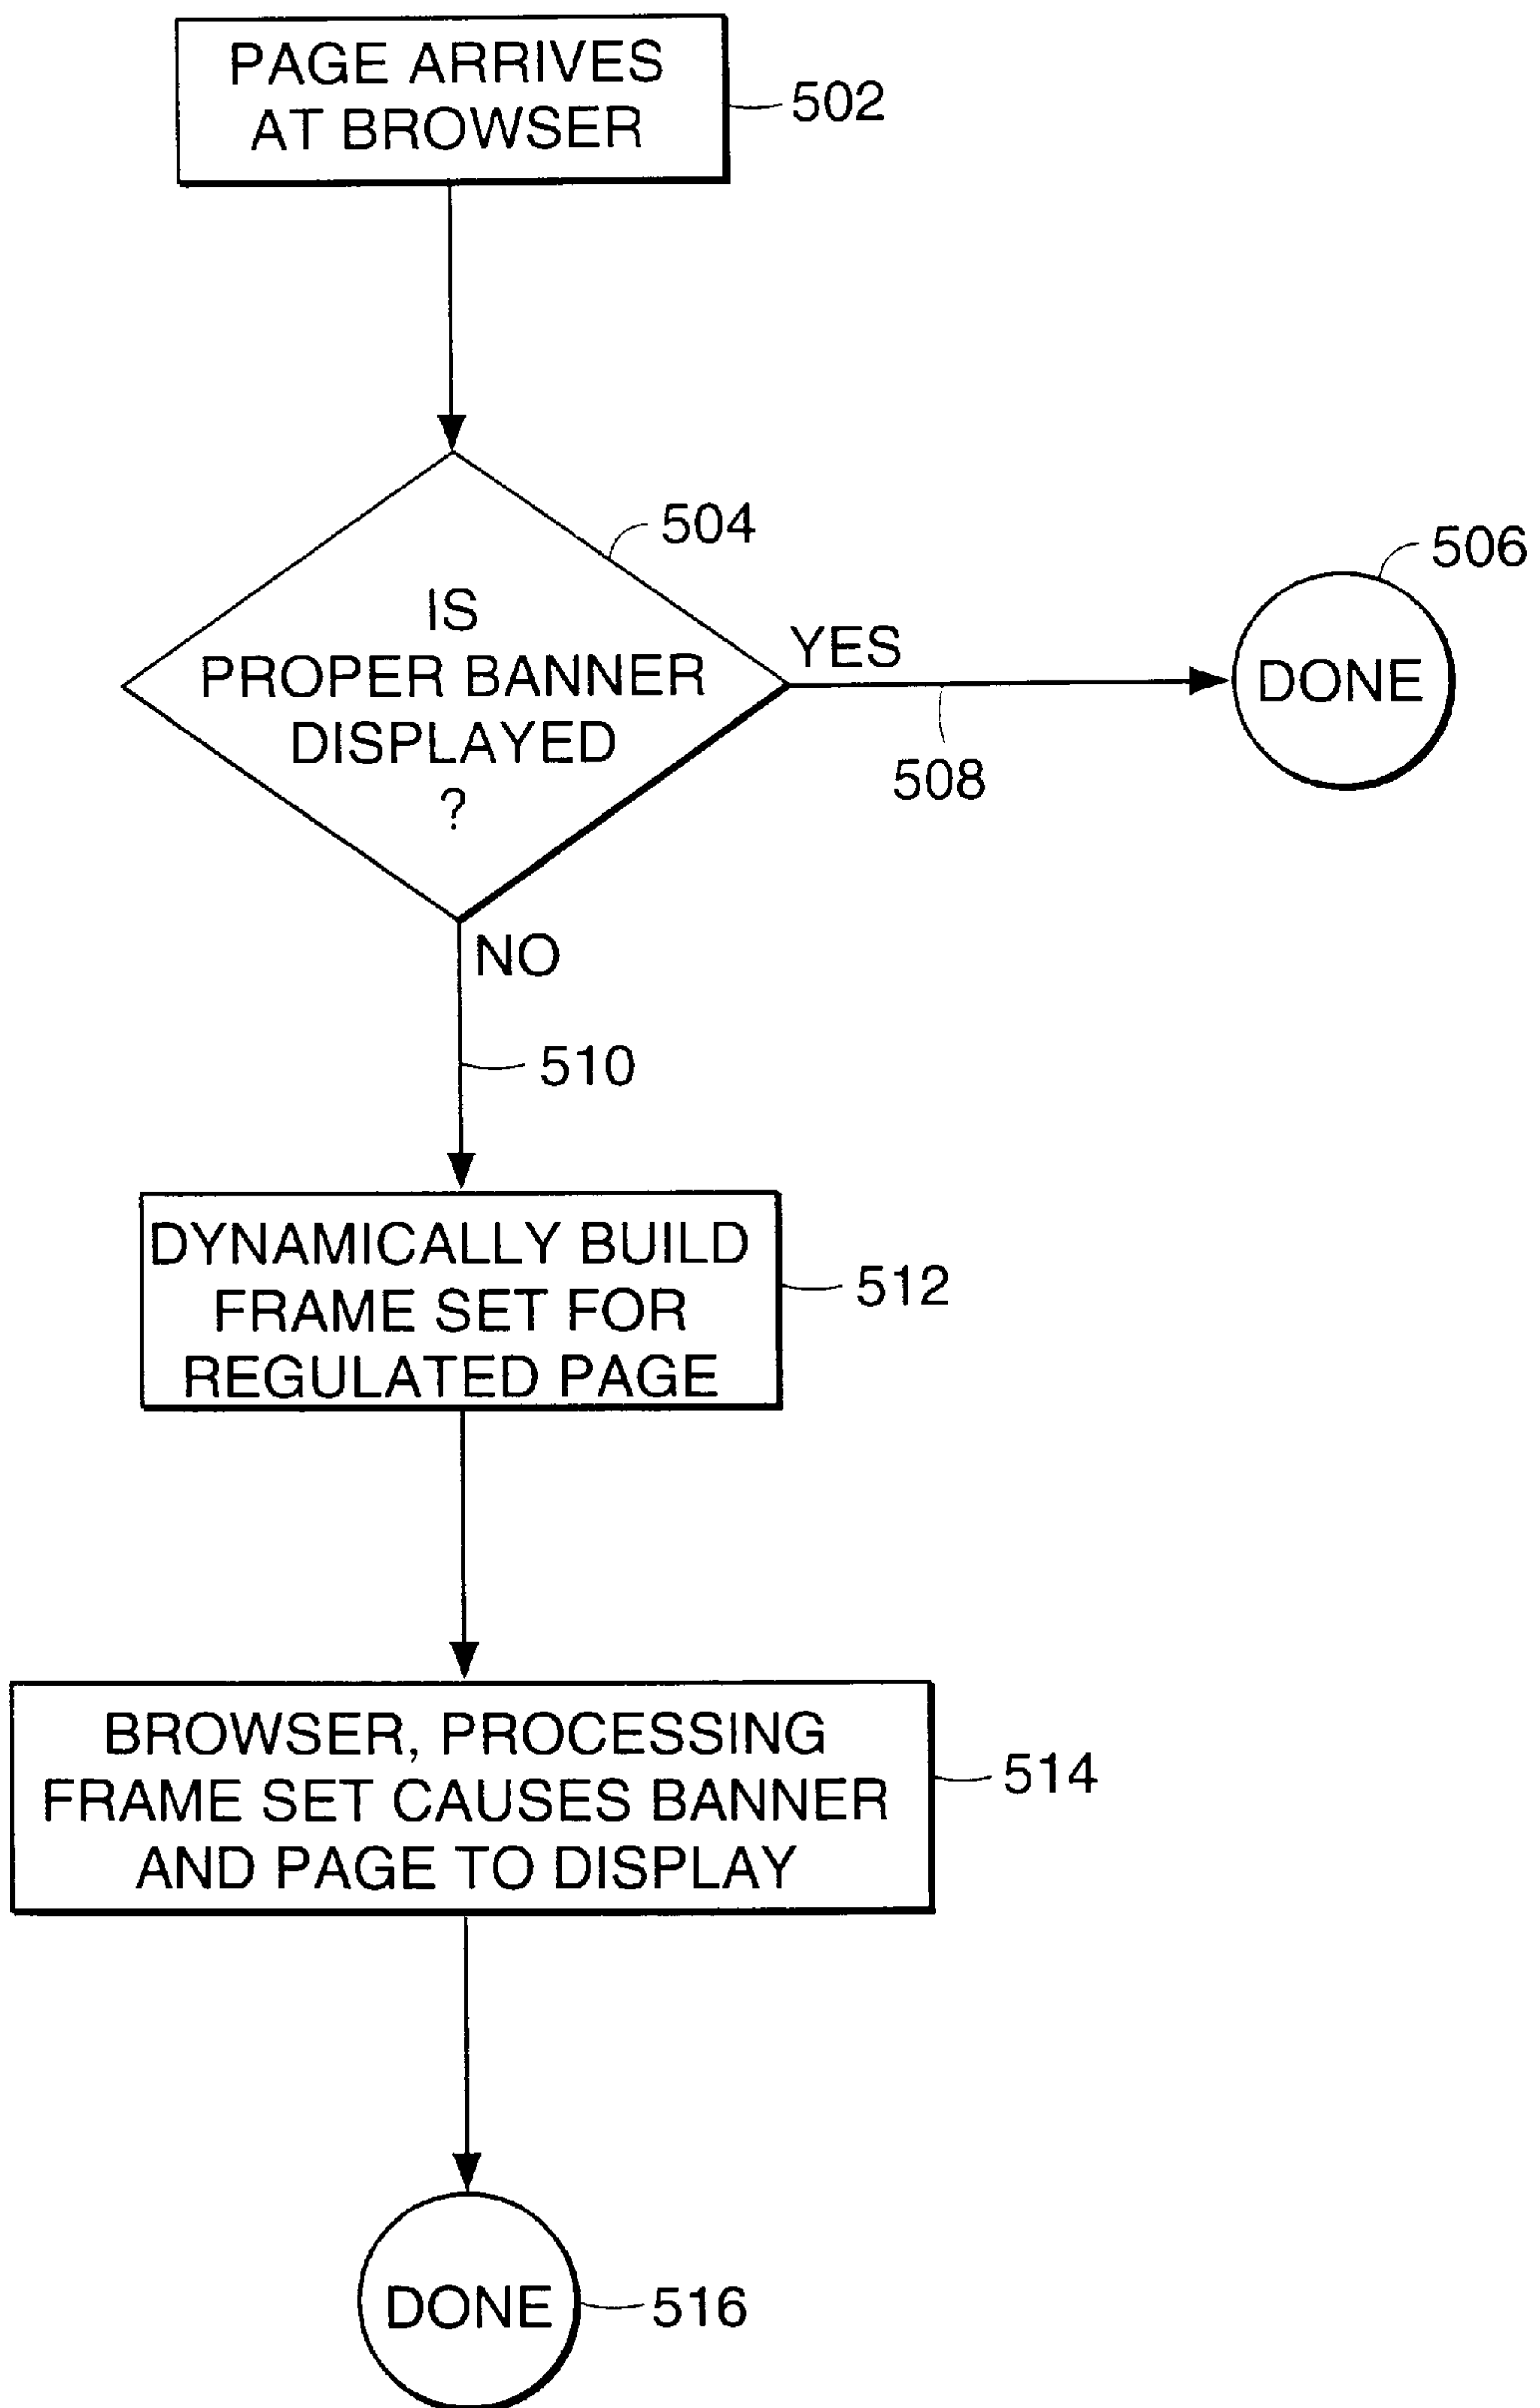 PAGE ARRIVES
AT BROWSER
502
504
506
IS
PROPER BANNER
DISPLAYED
?
YES
DONE
508
NO
510
DYNAMICALLY BUILD
FRAME SET FOR
REGULATED PAGE
512
BROWSER, PROCESSING
FRAME SET CAUSES BANNER
AND PAGE TO DISPLAY
514
DONE
516